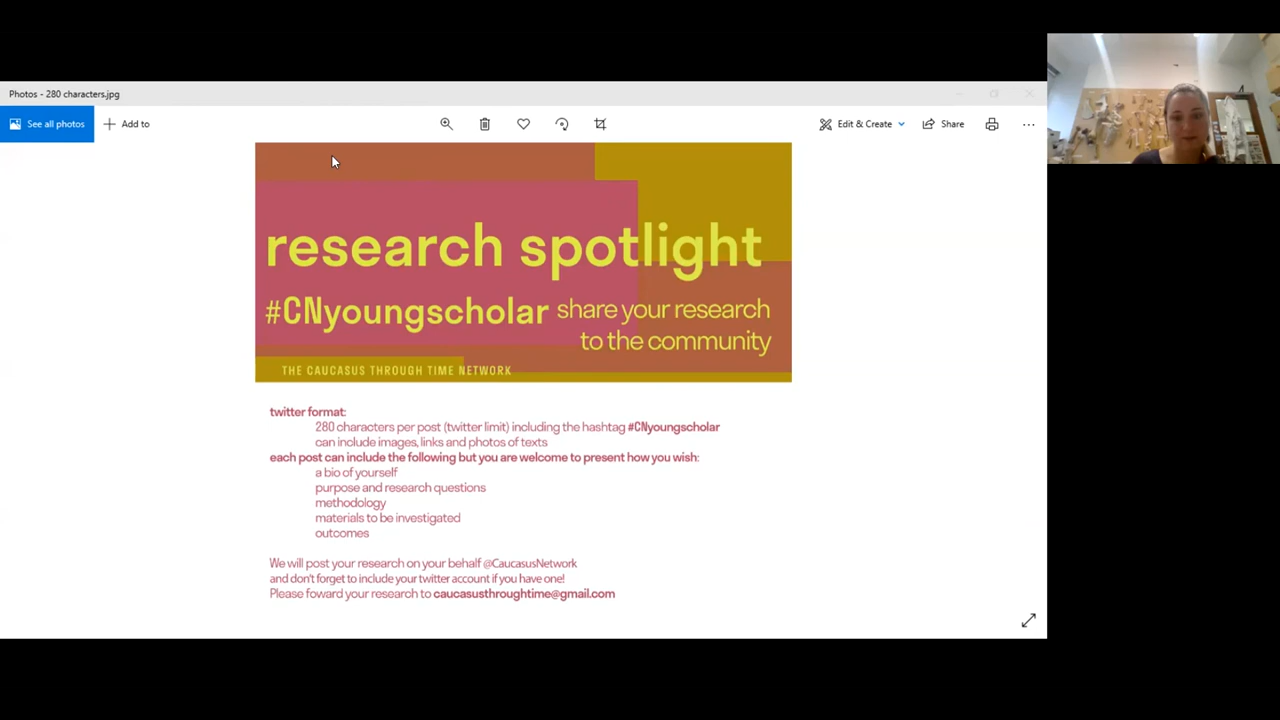 Photos - 280 characters.jpg
See all photos
Add to
Edit & Create
Share
research spotlight
#CNyoungscholar share your research
to the community
THE CAUCASUS THROUGH TIME NETWORK
twitter format:
280 characters per post (twitter limit) including the hashtag #CNyoungscholar
can include images, links and photos of texts
each post can include the following but you are welcome to present how you wish:
a bio of yourself
purpose and research questions
methodology
materials to be investigated
outcomes
We will post your research on your behalf @CaucasusNetwork
and don't forget to include your twitter account if you have one!
Please foward your research to caucasusthroughtime@gmail.com